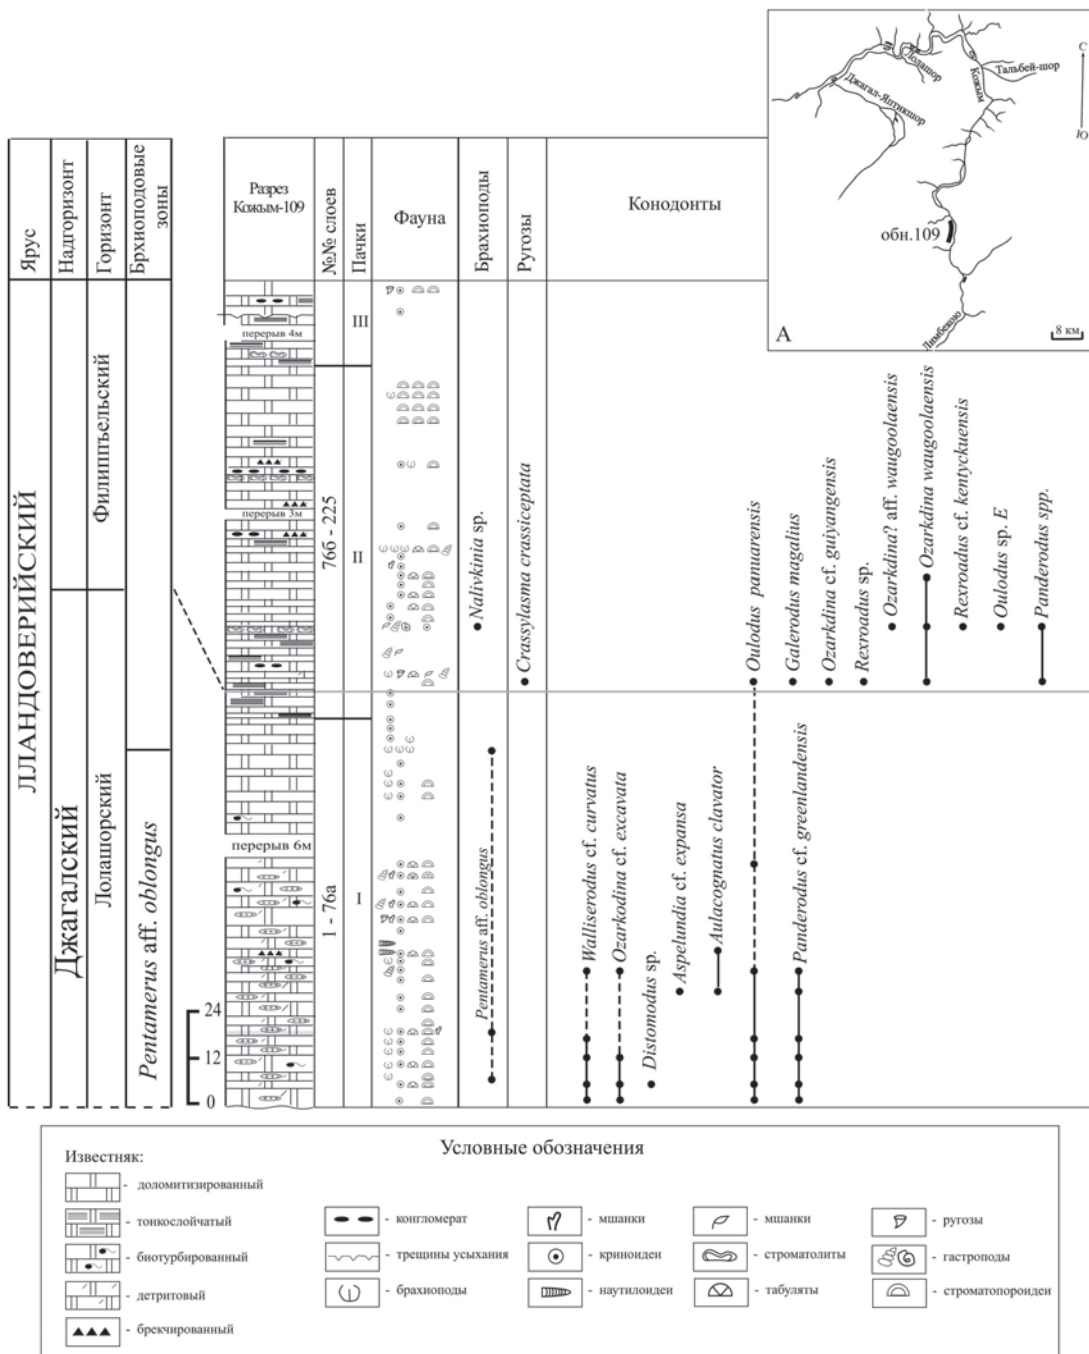 Лолашор
Кожым
Тальбей-шор
Джагал-Яптикшор
С
Ю
обн.109
А
8 км
Лимбекою
Ярус
Надгоризонт
Горизонт
Брхиоподовые
зоны
Разрез
Кожым-109
№№ слоев
Пачки
Фауна
Брахиоподы
Ругозы
Конодонты
ЛЛАНДОВЕРИЙСКИЙ
Джагалский
Филиппъельский
Лолашорский
Pentamerus aff. oblongus
перерыв 4м
перерыв 3м
перерыв 6м
24
12
0
1 - 76а
76б - 225
I
II
III
Pentamerus aff. oblongus
Nalivkinia sp.
Crassylasma crassiceptata
Walliserodus cf. curvatus
Ozarkodina cf. excavata
Distomodus sp.
Aspelundia cf. expansa
Aulacognatus clavator
Oulodus panuarensis
Panderodus cf. greenlandensis
Galerodus magalius
Ozarkdina cf. guiyangensis
Rexroadus sp.
Ozarkdina? aff. waugoolaensis
Ozarkdina waugoolaensis
Rexroadus cf. kentyckuensis
Oulodus sp. E
Panderodus spp.
Условные обозначения
Известняк:
- доломитизированный
- тонкослойчатый
- биотурбированный
- детритовый
- брекчированный
- конгломерат
- трещины усыхания
- брахиоподы
- мшанки
- криноидеи
- наутилоидеи
- мшанки
- строматолиты
- табуляты
- ругозы
- гастроподы
- строматопороидеи